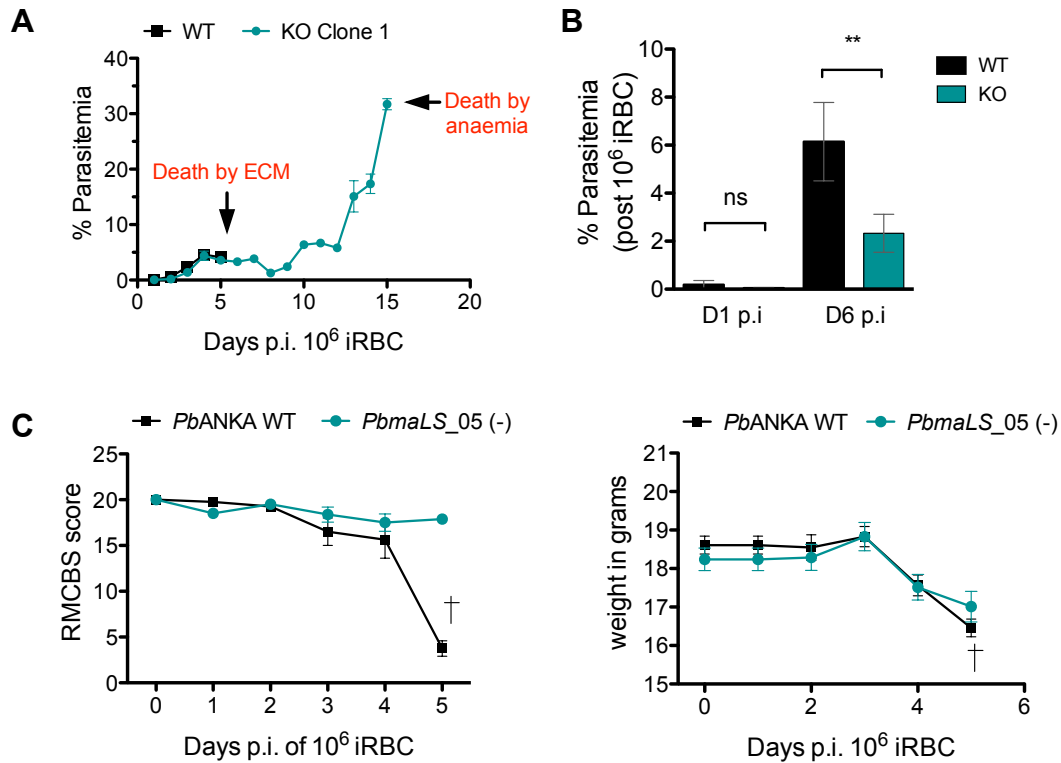 A
WT KO Clone 1
% Parasitemia
40
30
20
10
0
0 5 10 15 20
Days p.i. 10⁶ iRBC
Death by ECM
Death by
anaemia
B
% Parasitemia
(post 10⁶ iRBC)
10
8
6
4
2
0
ns
**
D1 p.i D6 p.i
WT
KO
C
PbANKA WT PbmaLS_05 (-)
RMCBS score
25
20
15
10
5
0
†
0 1 2 3 4 5
Days p.i. of 10⁶ iRBC
PbANKA WT PbmaLS_05 (-)
weight in grams
21
20
19
18
17
16
15
†
0 2 4 6
Days p.i. 10⁶ iRBC